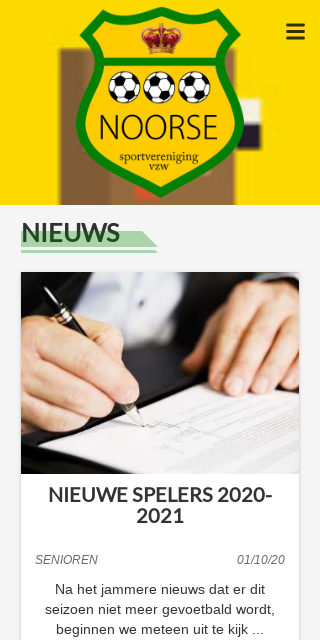 NOORSE
sportvereniging
vzw
NIEUWS
NIEUWE SPELERS 2020-
2021
SENIOREN 01/10/20
Na het jammere nieuws dat er dit
seizoen niet meer gevoetbald wordt,
beginnen we meteen uit te kijk ...